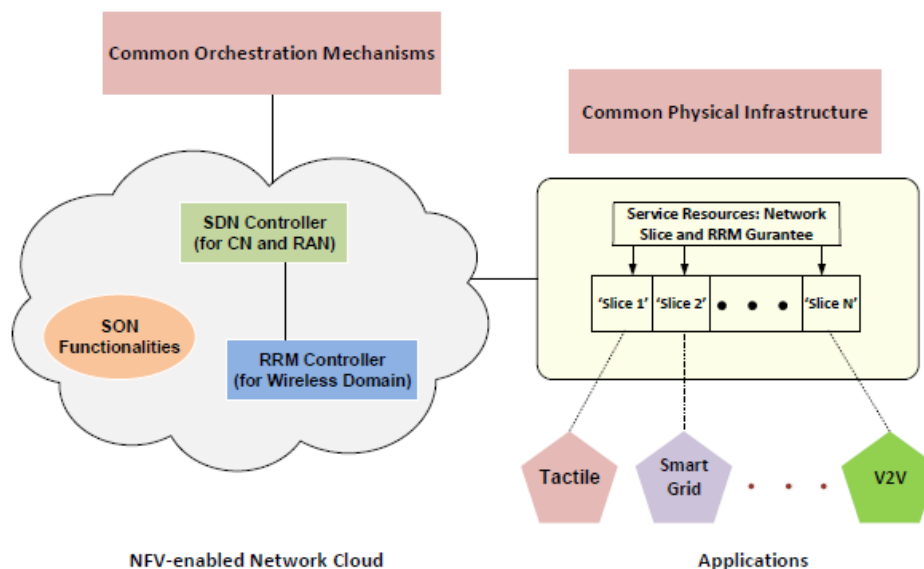 Common Orchestration Mechanisms
Common Physical Infrastructure
SDN Controller
(for CN and RAN)
SON
Functionalities
RRM Controller
(for Wireless Domain)
Service Resources: Network
Slice and RRM Gurantee
‘Slice 1’ ‘Slice 2’ ‘Slice N’
Tactile
Smart
Grid
V2V
NFV-enabled Network Cloud
Applications